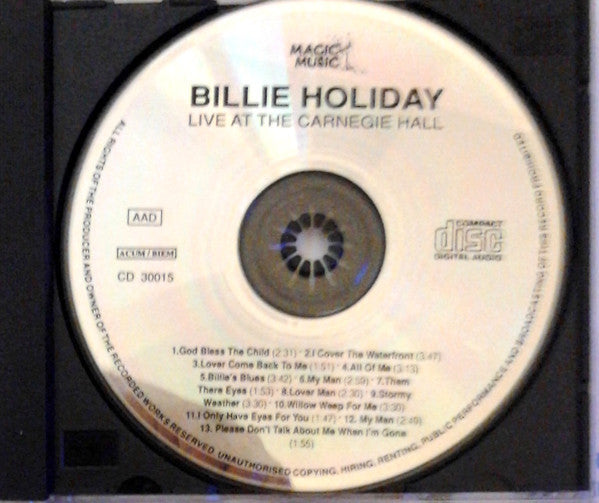 MAGIC
MUSIC
BILLIE HOLIDAY
LIVE AT THE CARNEGIE HALL
AAD
ACUM / BIEM
CD 30015
COMPACT
disc
DIGITAL AUDIO
1.God Bless The Child (2:31) · 2.I Cover The Waterfront (3:47)
3.Lover Come Back To Me (1:51) · 4.All Of Me (3:13)
5.Billie's Blues (3:42) · 6.My Man (2:59) · 7.Them
There Eyes (1:53) · 8.Lover Man (2:30) · 9.Stormy
Weather (3:30) · 10.Willow Weep For Me (3:30)
11.I Only Have Eyes For You (1:47) · 12. My Man (2:40)
13. Please Don't Talk About Me When I'm Gone
(1:55)
ALL RIGHTS OF THE PRODUCER AND OWNER OF THE RECORDED WORKS RESERVED. UNAUTHORISED COPYING, HIRING, RENTING, PUBLIC PERFORMANCE AND BROADCASTING OF THE RECORD PROHIBITED